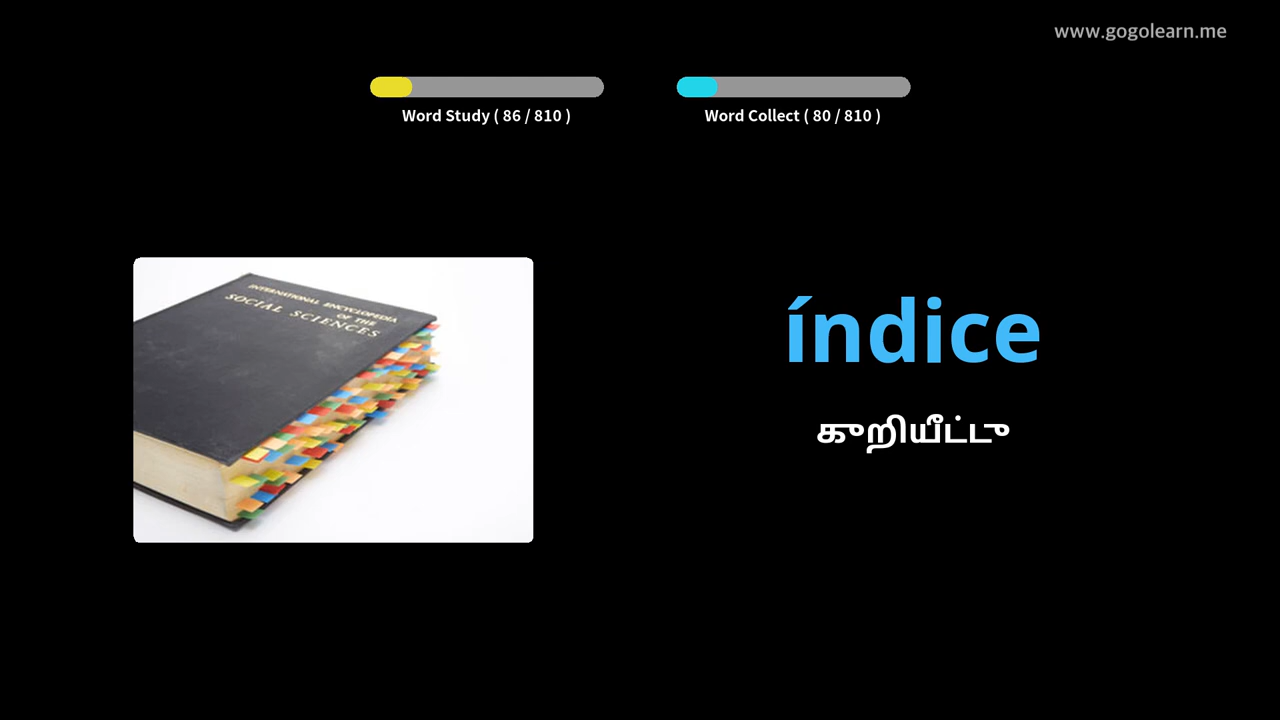 www.gogolearn.me
Word Study ( 86 / 810 )
Word Collect ( 80 / 810 )
INTERNATIONAL ENCYCLOPEDIA
OF THE
SOCIAL SCIENCES
índice
குறியீட்டு